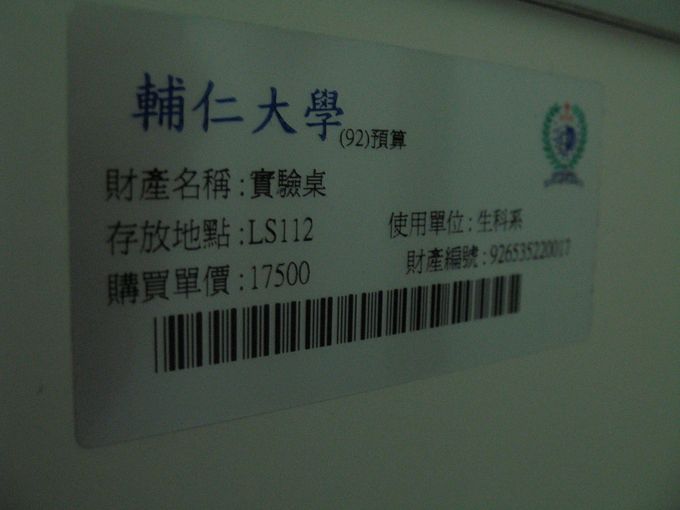 輔仁大學(92)預算
財產名稱:實驗桌
存放地點:LS112 使用單位:生科系
購買單價:17500 財產編號:926535220017